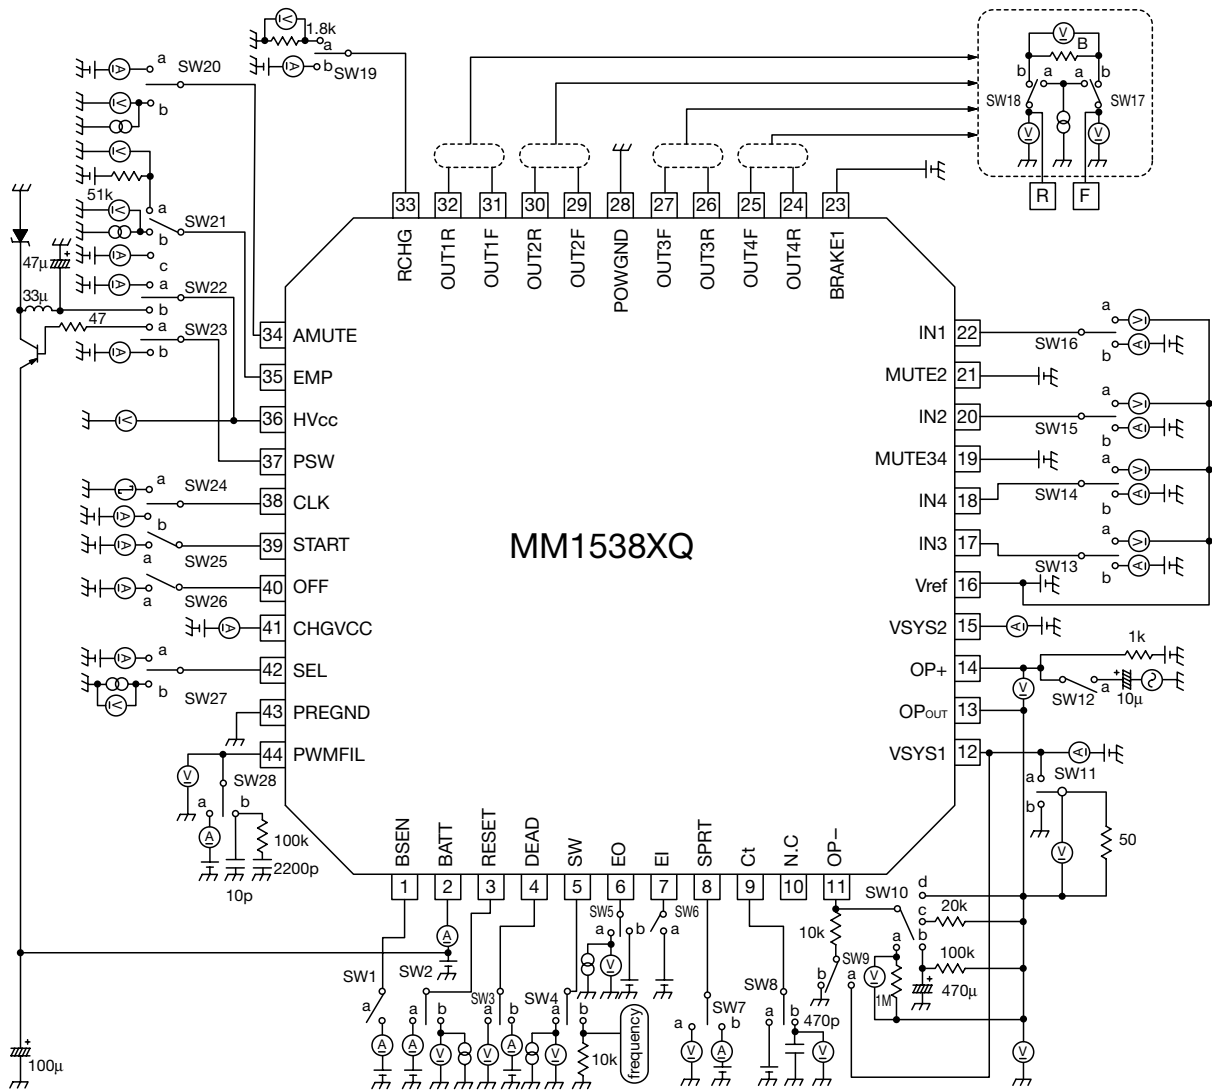 1.8k
a
b SW19
a
SW20
b
B
b a a b
SW18
SW17
R F
51k
a
SW21
b
c
47μ
+
a
SW22
b
33μ
47
a
SW23
b
33 32 31 30 29 28 27 26 25 24 23
RCHG
OUT1R
OUT1F
OUT2R
OUT2F
POWGND
OUT3F
OUT3R
OUT4F
OUT4R
BRAKE1
34 AMUTE
35 EMP
36 HVcc
37 PSW
38 CLK
39 START
40 OFF
41 CHGVCC
42 SEL
43 PREGND
44 PWMFIL
a
SW24
b
SW25
a
SW26
a
a
SW27
b
SW28
a b
100k
2200p
10p
MM1538XQ
IN1 22
MUTE2 21
IN2 20
MUTE34 19
IN4 18
IN3 17
Vref 16
VSYS2 15
OP+ 14
OPOUT 13
VSYS1 12
a
SW16
b
a
SW15
b
a
SW14
b
a
SW13
b
1k
SW12
a
+
10μ
a SW11
b
50
BSEN
BATT
RESET
DEAD
SW
EO
EI
SPRT
Ct
N.C
OP−
1 2 3 4 5 6 7 8 9 10 11
SW1
a
SW2
a b
SW3
a b
SW4
a b
10k
frequency
SW5
a b
SW6
a
SW7
a b
SW8
a b
470p
10k
SW9
b a
SW10
d
c
b
a
20k
100k
+
470μ
1M
+
100μ